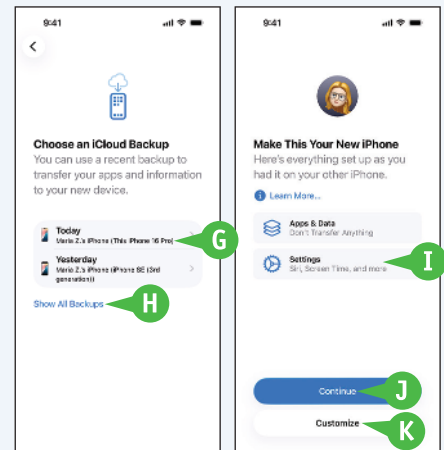 9:41
Choose an iCloud Backup
You can use a recent backup to
transfer your apps and information
to your new device.
Today
Maria Z.'s iPhone (This iPhone 16 Pro)
G
Yesterday
Maria Z.'s iPhone (iPhone SE (3rd
generation))
Show All Backups
H
9:41
Make This Your New iPhone
Here's everything set up as you
had it on your other iPhone.
Learn More...
Apps & Data
Don't Transfer Anything
Settings
Siri, Screen Time, and more
I
Continue
J
Customize
K